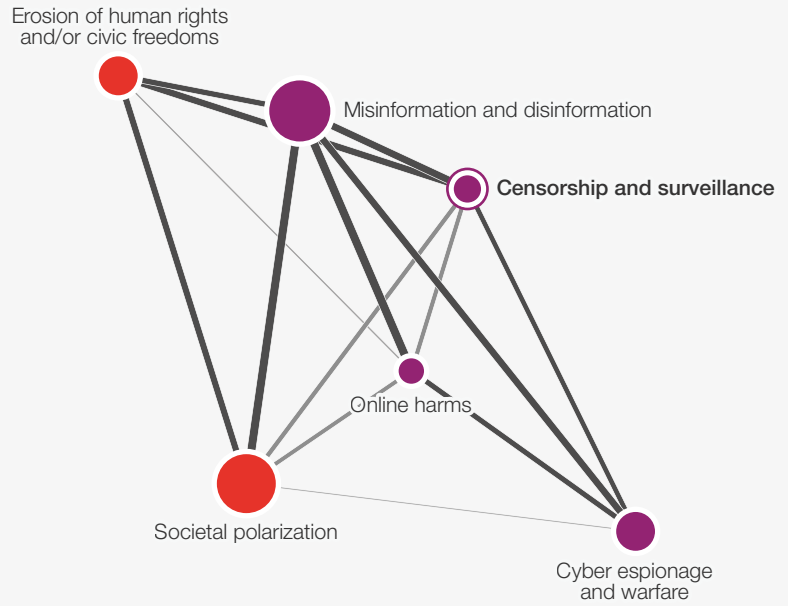 Erosion of human rights
and/or civic freedoms
Misinformation and disinformation
Censorship and surveillance
Online harms
Societal polarization
Cyber espionage
and warfare